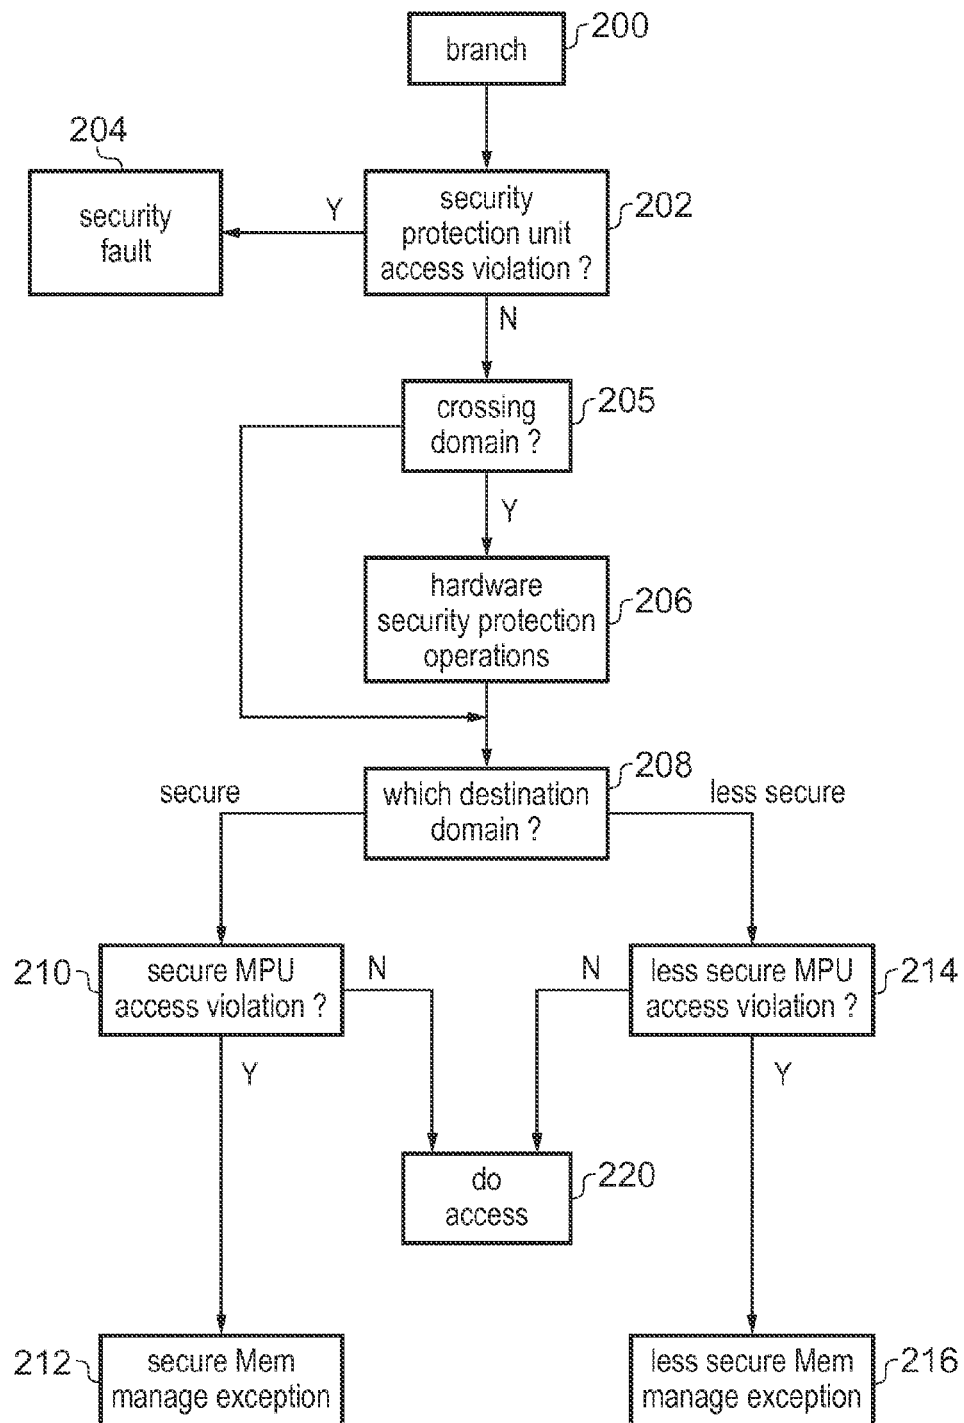 branch
200
204
security
fault
Y
security
protection unit
access violation ?
202
N
crossing
domain ?
205
Y
hardware
security protection
operations
206
secure
which destination
domain ?
208
less secure
210
secure MPU
access violation ?
N
N
less secure MPU
access violation ?
214
Y
Y
do
access
220
212
secure Mem
manage exception
less secure Mem
manage exception
216